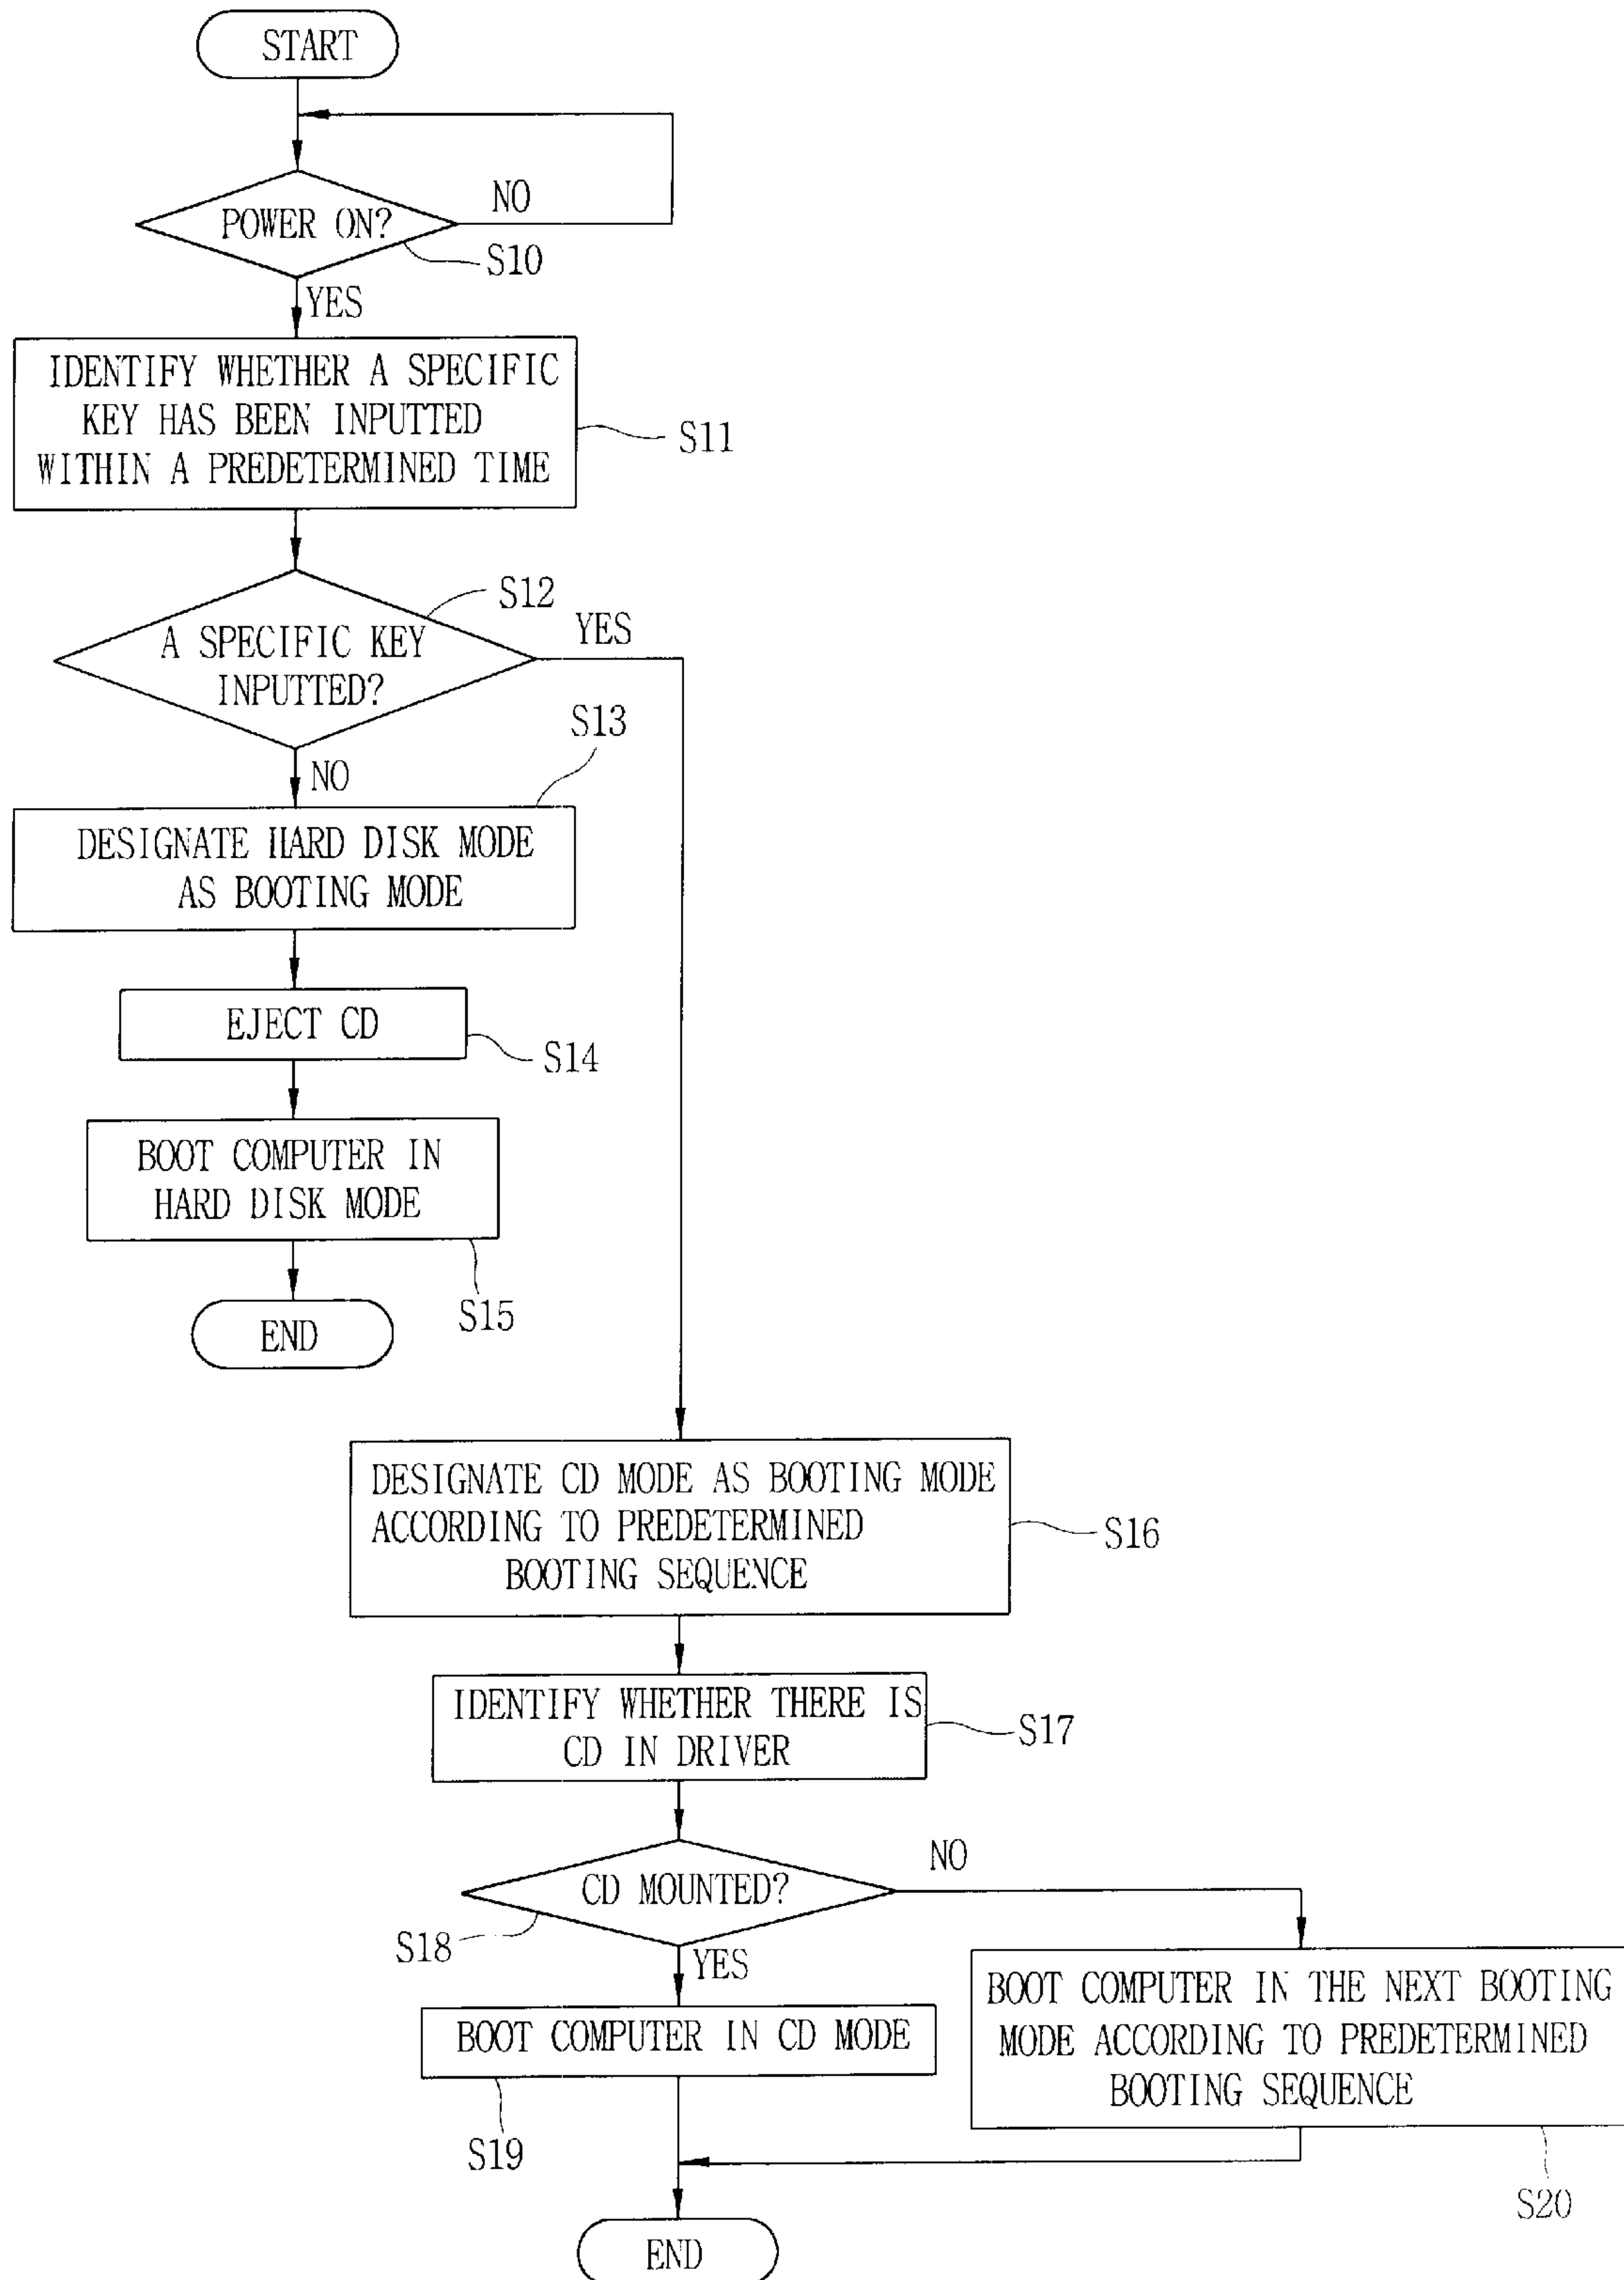 START
NO
POWER ON?
S10
YES
IDENTIFY WHETHER A SPECIFIC
KEY HAS BEEN INPUTTED
WITHIN A PREDETERMINED TIME
S11
S12
YES
A SPECIFIC KEY
INPUTTED?
S13
NO
DESIGNATE HARD DISK MODE
AS BOOTING MODE
EJECT CD
S14
BOOT COMPUTER IN
HARD DISK MODE
S15
END
DESIGNATE CD MODE AS BOOTING MODE
ACCORDING TO PREDETERMINED
BOOTING SEQUENCE
S16
IDENTIFY WHETHER THERE IS
CD IN DRIVER
S17
NO
CD MOUNTED?
S18
YES
BOOT COMPUTER IN CD MODE
S19
BOOT COMPUTER IN THE NEXT BOOTING
MODE ACCORDING TO PREDETERMINED
BOOTING SEQUENCE
S20
END